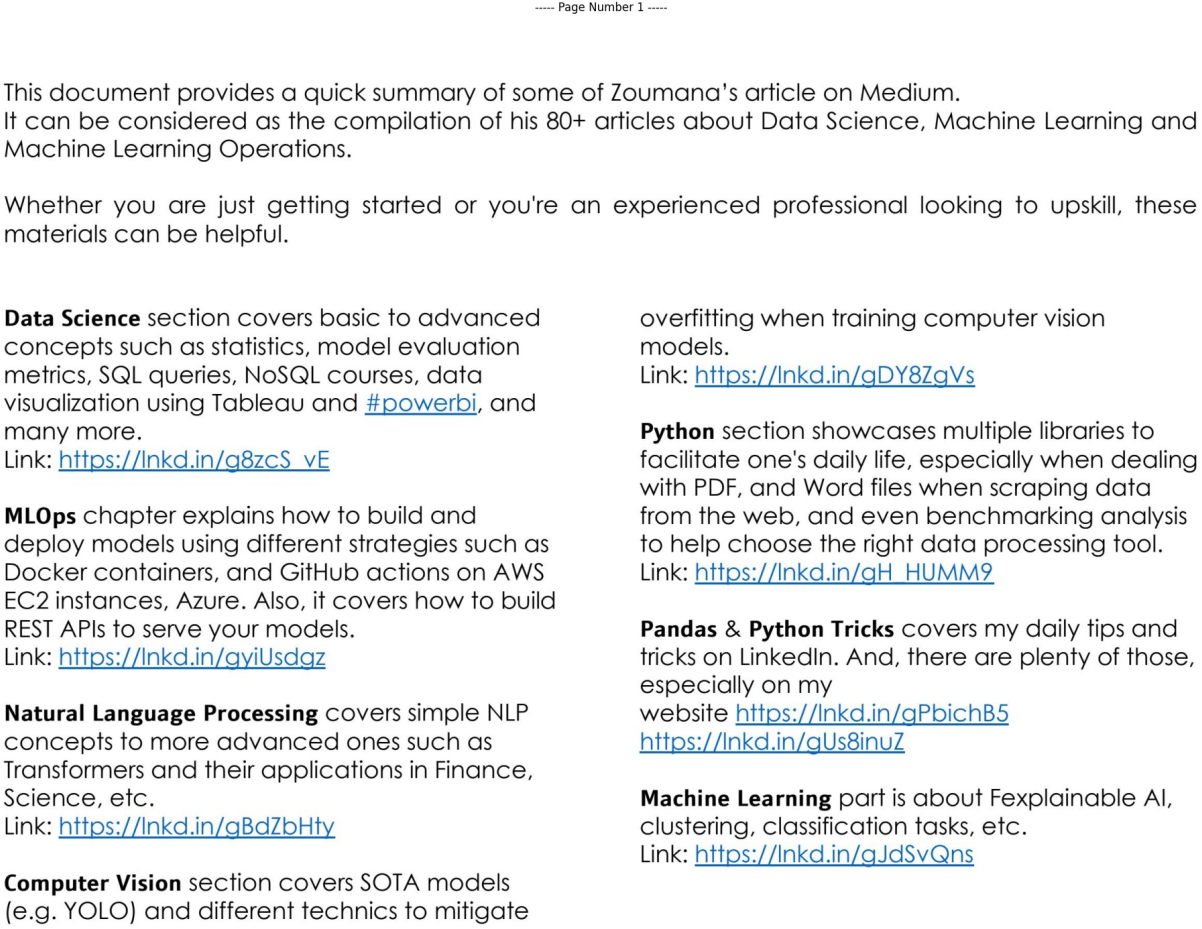 ----- Page Number 1 -----
This document provides a quick summary of some of Zoumana’s article on Medium.
It can be considered as the compilation of his 80+ articles about Data Science, Machine Learning and
Machine Learning Operations.
Whether you are just getting started or you're an experienced professional looking to upskill, these
materials can be helpful.
Data Science section covers basic to advanced
concepts such as statistics, model evaluation
metrics, SQL queries, NoSQL courses, data
visualization using Tableau and #powerbi, and
many more.
Link: https://lnkd.in/g8zcS_vE
MLOps chapter explains how to build and
deploy models using different strategies such as
Docker containers, and GitHub actions on AWS
EC2 instances, Azure. Also, it covers how to build
REST APIs to serve your models.
Link: https://lnkd.in/gyiUsdgz
Natural Language Processing covers simple NLP
concepts to more advanced ones such as
Transformers and their applications in Finance,
Science, etc.
Link: https://lnkd.in/gBdZbHty
Computer Vision section covers SOTA models
(e.g. YOLO) and different technics to mitigate
overfitting when training computer vision
models.
Link: https://lnkd.in/gDY8ZgVs
Python section showcases multiple libraries to
facilitate one's daily life, especially when dealing
with PDF, and Word files when scraping data
from the web, and even benchmarking analysis
to help choose the right data processing tool.
Link: https://lnkd.in/gH_HUMM9
Pandas & Python Tricks covers my daily tips and
tricks on LinkedIn. And, there are plenty of those,
especially on my
website https://lnkd.in/gPbichB5
https://lnkd.in/gUs8inuZ
Machine Learning part is about Fexplainable AI,
clustering, classification tasks, etc.
Link: https://lnkd.in/gJdSvQns